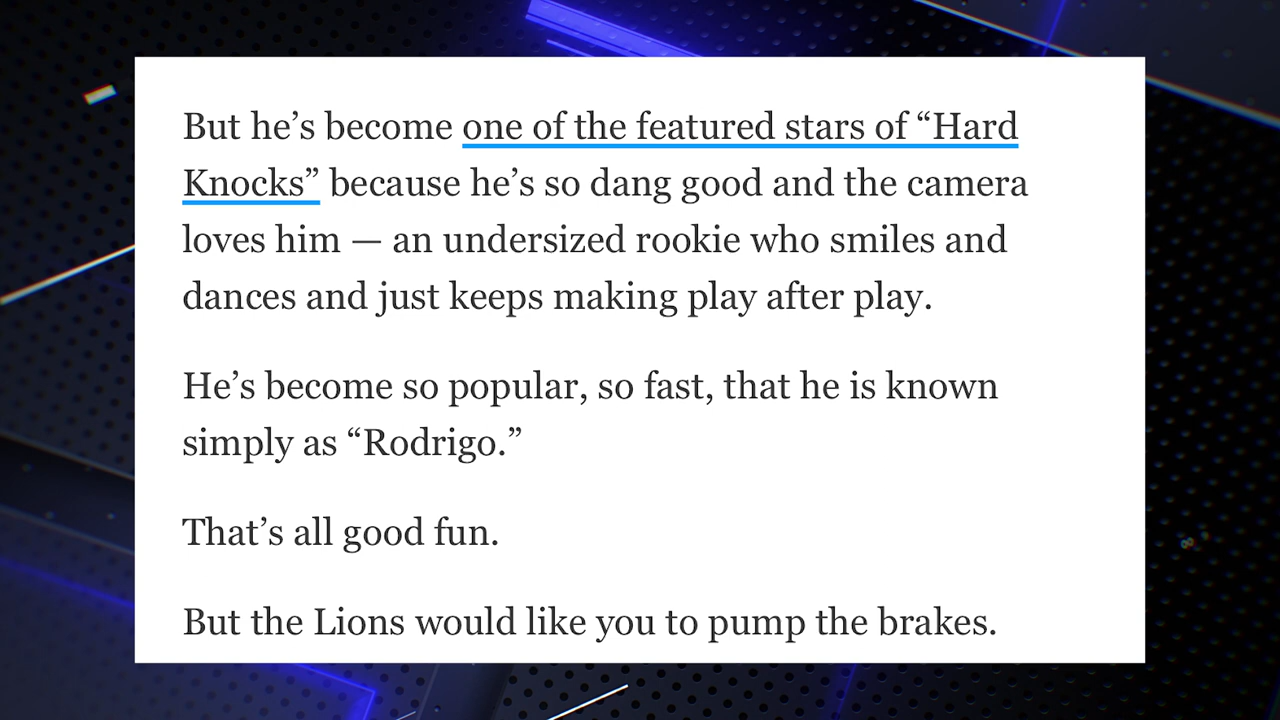 But he’s become one of the featured stars of “Hard
Knocks” because he’s so dang good and the camera
loves him — an undersized rookie who smiles and
dances and just keeps making play after play.
He’s become so popular, so fast, that he is known
simply as “Rodrigo.”
That’s all good fun.
But the Lions would like you to pump the brakes.